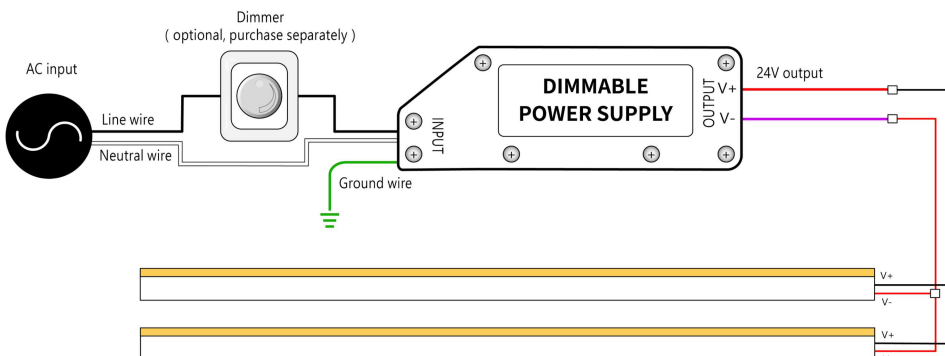 Dimmer
( optional, purchase separately )
AC input
Line wire
Neutral wire
Ground wire
INPUT
DIMMABLE
POWER SUPPLY
OUTPUT
V+
V-
24V output
V+
V-
V+